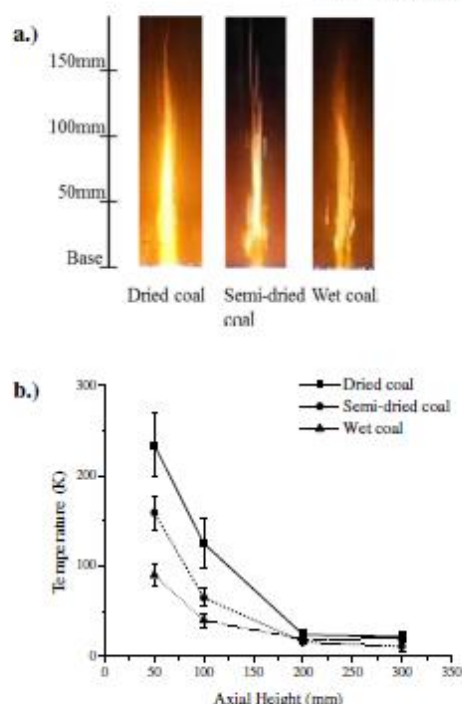 a.)
150mm
100mm
50mm
Base
Dried coal Semi-dried Wet coal
coal
b.)
300
200
100
0
Temperature (K)
Dried coal
Semi-dried coal
Wet coal
0 50 100 150 200 250 300 350
Axial Height (mm)